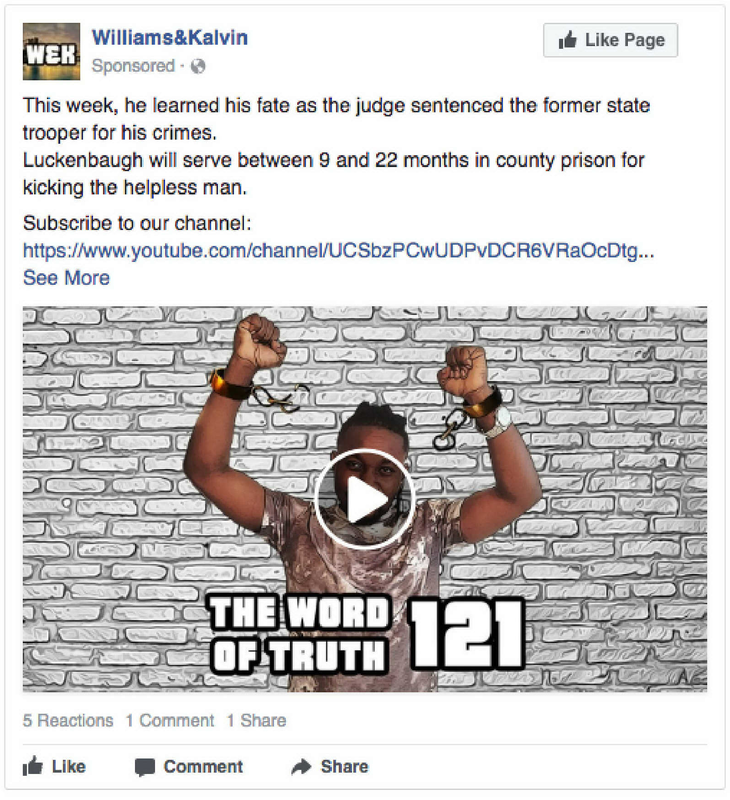 W&K
Williams&Kalvin
Sponsored ·
Like Page
This week, he learned his fate as the judge sentenced the former state
trooper for his crimes.
Luckenbaugh will serve between 9 and 22 months in county prison for
kicking the helpless man.
Subscribe to our channel:
https://www.youtube.com/channel/UCSbzPCwUDPvDCR6VRaOcDtg...
See More
THE WORD
OF TRUTH 121
5 Reactions 1 Comment 1 Share
Like Comment Share